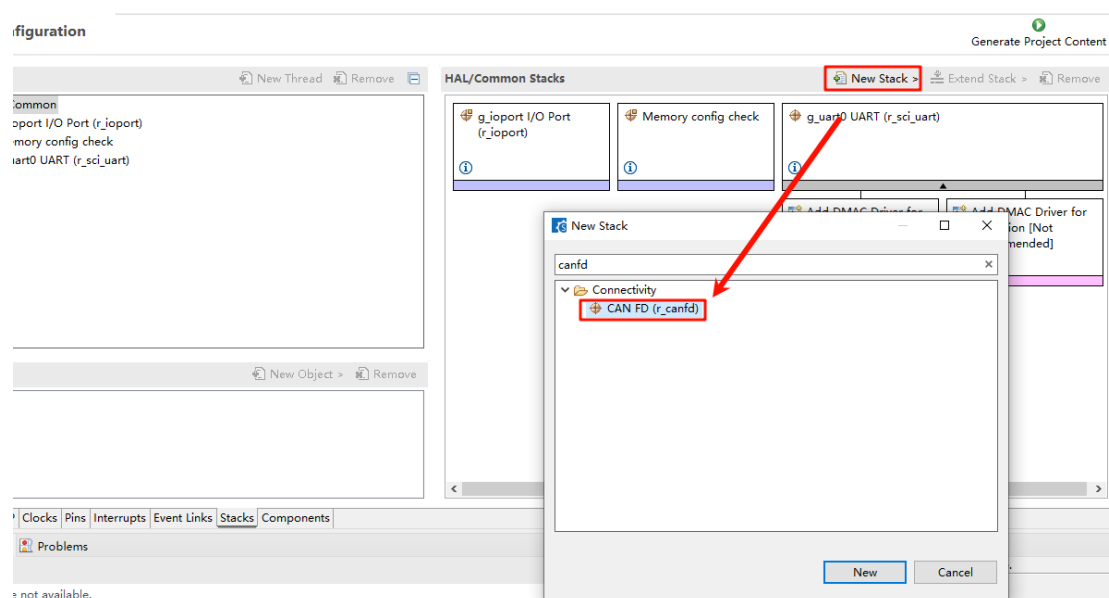 figuration
Generate Project Content
New Thread Remove
HAL/Common Stacks
New Stack > Extend Stack > Remove
Common
oport I/O Port (r_ioport)
emory config check
uart0 UART (r_sci_uart)
g_ioport I/O Port
(r_ioport)
Memory config check
g_uart0 UART (r_sci_uart)
Add DMAC Driver for
Add DMAC Driver for
ion [Not
mended]
New Stack
canfd
Connectivity
CAN FD (r_canfd)
New Object > Remove
Clocks Pins Interrupts Event Links Stacks Components
Problems
New Cancel
e not available.